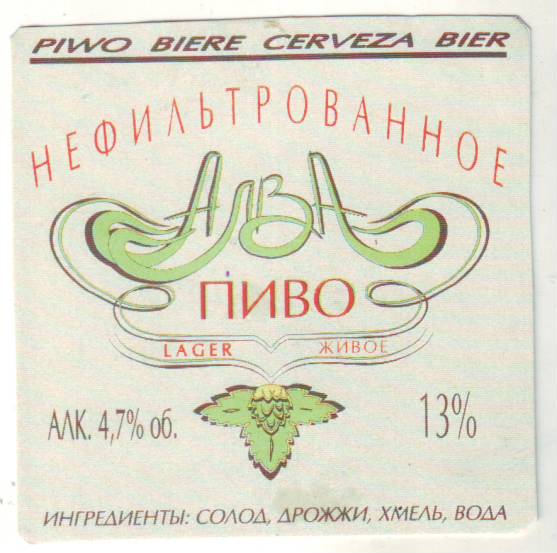 PIWO BIERE CERVEZA BIER
НЕФИЛЬТРОВАННОЕ
АЛВА
ПИВО
LAGER ЖИВОЕ
АЛК. 4,7% об. 13%
ИНГРЕДИЕНТЫ: СОЛОД, ДРОЖЖИ, ХМЕЛЬ, ВОДА